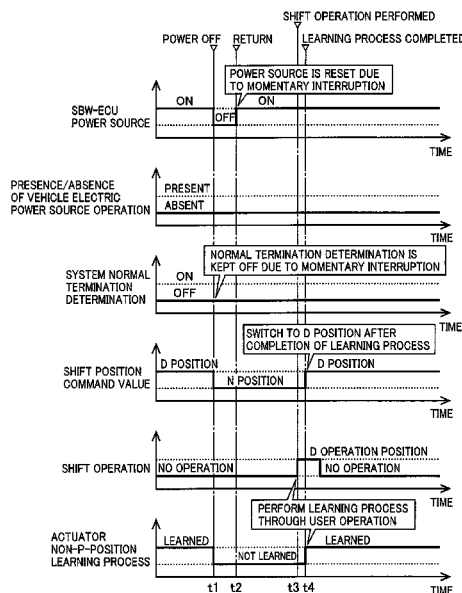 SHIFT OPERATION PERFORMED
POWER OFF RETURN LEARNING PROCESS COMPLETED
POWER SOURCE IS RESET DUE
TO MOMENTARY INTERRUPTION
ON OFF ON
SBW-ECU
POWER SOURCE
TIME
PRESENCE/ABSENCE
OF VEHICLE ELECTRIC
POWER SOURCE OPERATION
PRESENT
ABSENT
TIME
NORMAL TERMINATION DETERMINATION IS
KEPT OFF DUE TO MOMENTARY INTERRUPTION
SYSTEM NORMAL
TERMINATION
DETERMINATION
ON
OFF
TIME
SWITCH TO D POSITION AFTER
COMPLETION OF LEARNING PROCESS
SHIFT POSITION
COMMAND VALUE
D POSITION
N POSITION
D POSITION
TIME
D OPERATION POSITION
SHIFT OPERATION
NO OPERATION
NO OPERATION
TIME
PERFORM LEARNING PROCESS
THROUGH USER OPERATION
ACTUATOR
NON-P-POSITION
LEARNING PROCESS
LEARNED
NOT LEARNED
LEARNED
TIME
t1 t2 t3 t4